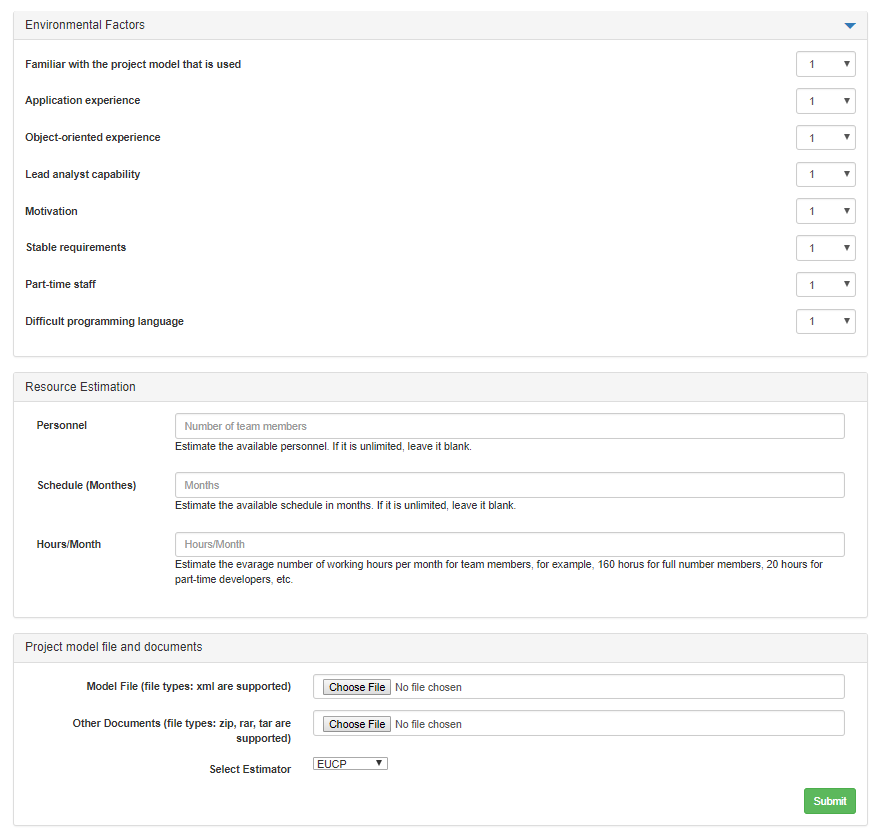 Environmental Factors
Familiar with the project model that is used 1
Application experience 1
Object-oriented experience 1
Lead analyst capability 1
Motivation 1
Stable requirements 1
Part-time staff 1
Difficult programming language 1
Resource Estimation
Personnel Number of team members
Estimate the available personnel. If it is unlimited, leave it blank.
Schedule (Monthes) Months
Estimate the available schedule in months. If it is unlimited, leave it blank.
Hours/Month Hours/Month
Estimate the evarage number of working hours per month for team members, for example, 160 horus for full number members, 20 hours for
part-time developers, etc.
Project model file and documents
Model File (file types: xml are supported) Choose File No file chosen
Other Documents (file types: zip, rar, tar are Choose File No file chosen
supported)
Select Estimator EUCP
Submit